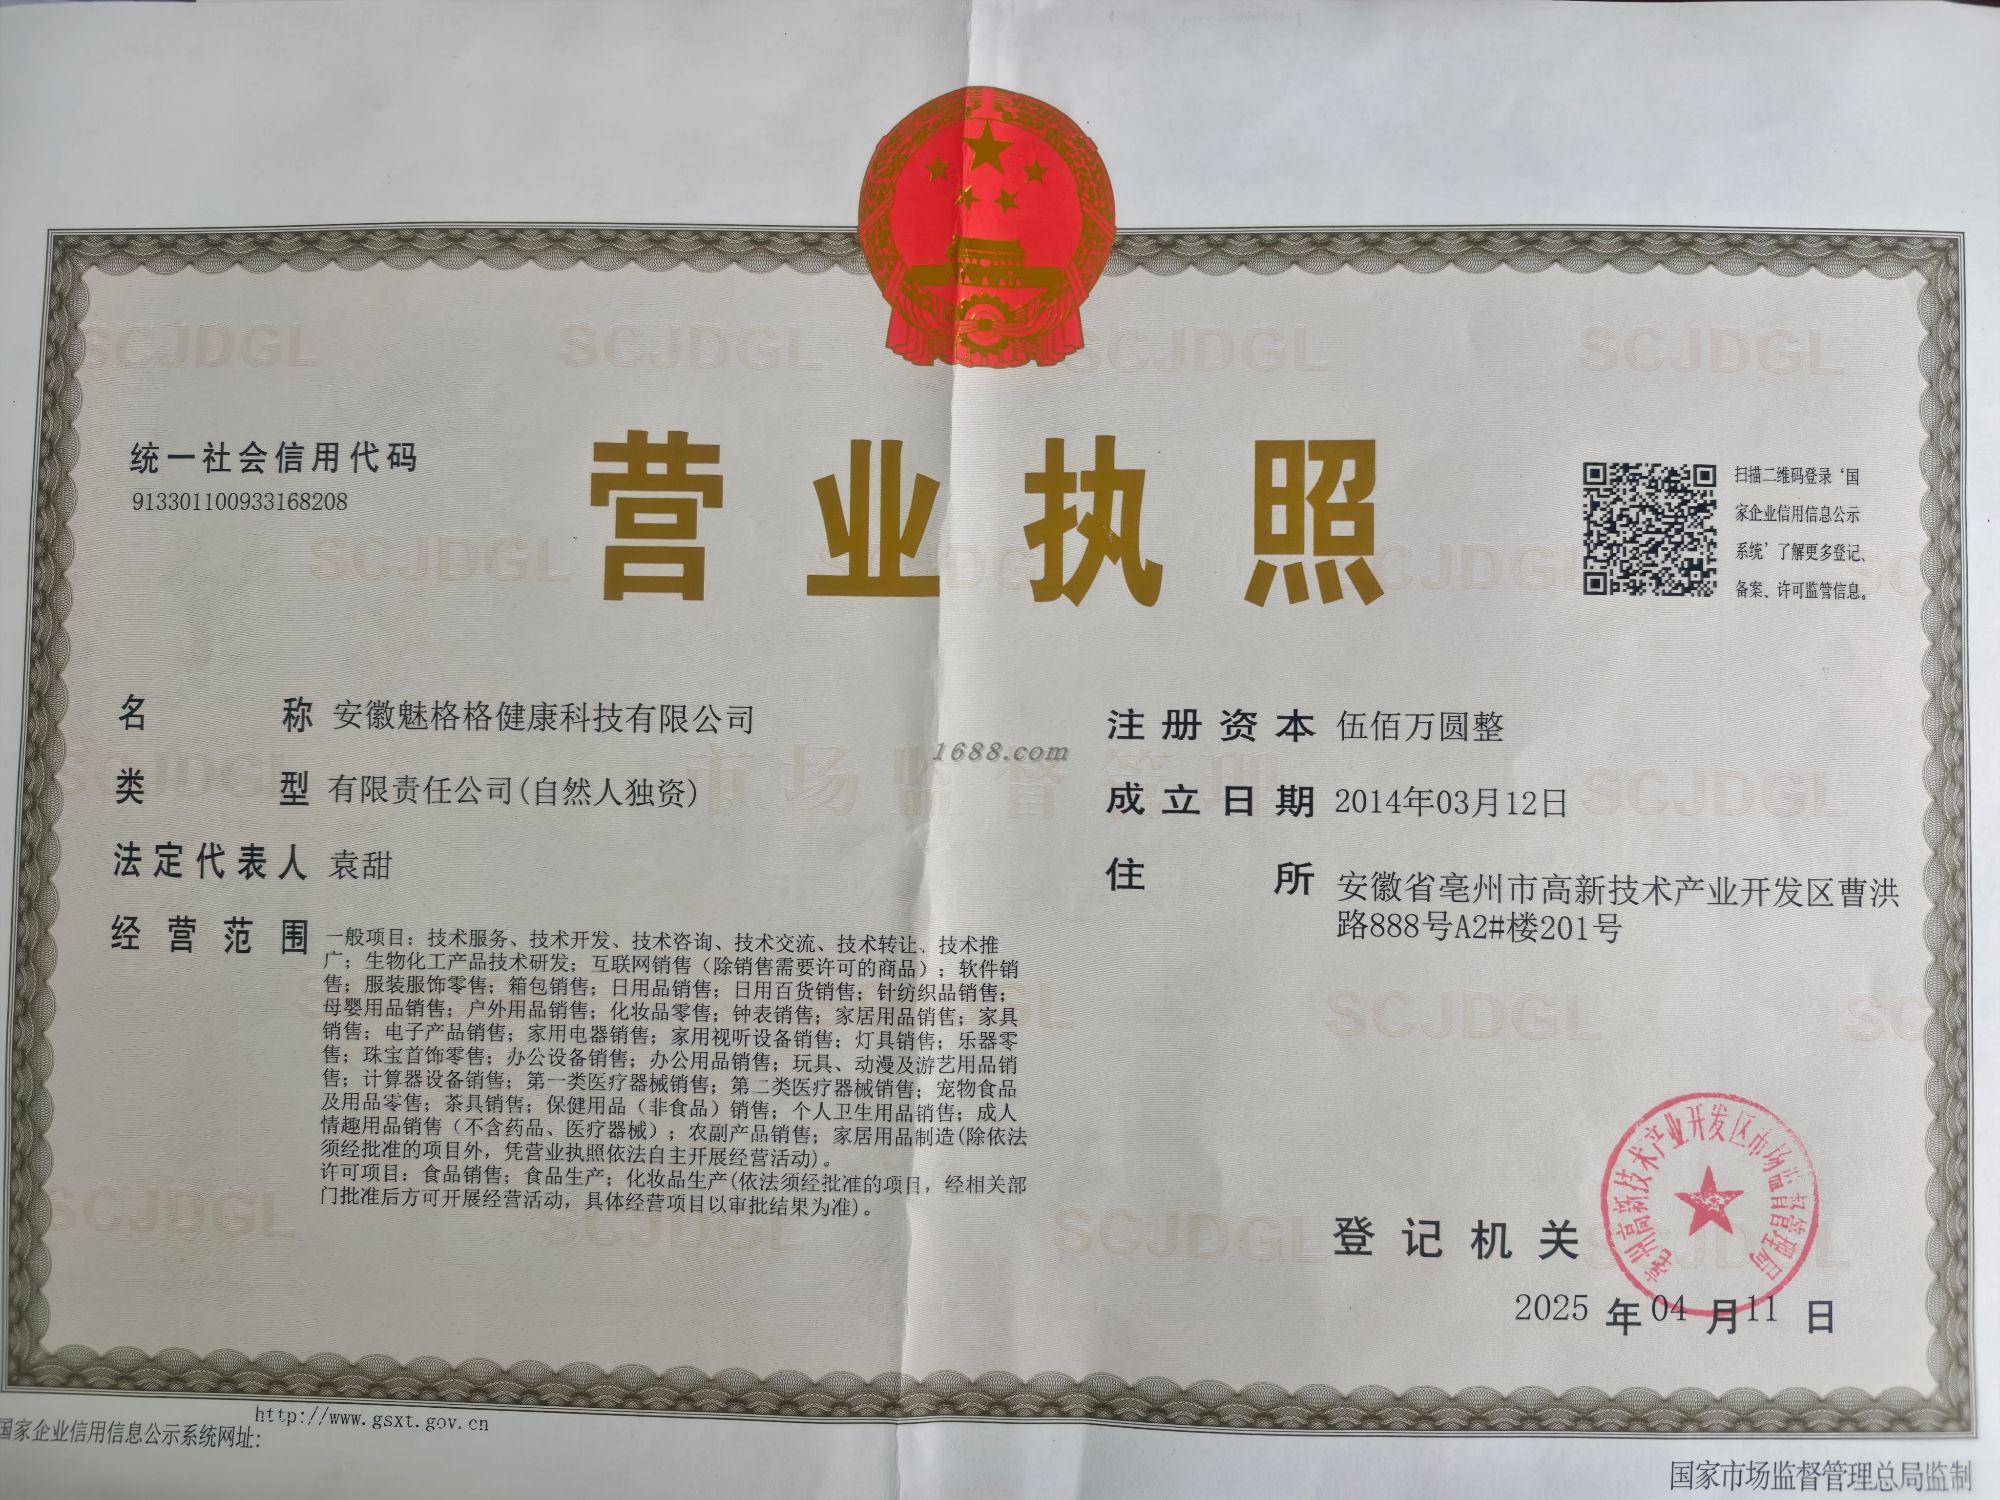 统一社会信用代码
913301100933168208
营业执照
扫描二维码登录‘国
家企业信用信息公示
系统’了解更多登记、
备案、许可监管信息。
名称 安徽魅格格健康科技有限公司
类型 有限责任公司(自然人独资)
法定代表人 袁甜
经营范围 一般项目：技术服务、技术开发、技术咨询、技术交流、技术转让、技术推
广；生物化工产品技术研发；互联网销售（除销售需要许可的商品）；软件销
售；服装服饰零售；箱包销售；日用品销售；日用百货销售；针纺织品销售；
母婴用品销售；户外用品销售；化妆品零售；钟表销售；家居用品销售；家具
销售；电子产品销售；家用电器销售；家用视听设备销售；灯具销售；乐器零
售；珠宝首饰零售；办公设备销售；办公用品销售；玩具、动漫及游艺用品销
售；计算器设备销售；第一类医疗器械销售；第二类医疗器械销售；宠物食品
及用品零售；茶具销售；保健用品（非食品）销售；个人卫生用品销售；成人
情趣用品销售（不含药品、医疗器械）；农副产品销售；家居用品制造(除依法
须经批准的项目外，凭营业执照依法自主开展经营活动)。
许可项目：食品销售；食品生产；化妆品生产(依法须经批准的项目，经相关部
门批准后方可开展经营活动，具体经营项目以审批结果为准)。
注册资本 伍佰万圆整
成立日期 2014年03月12日
住所 安徽省亳州市高新技术产业开发区曹洪
路888号A2#楼201号
1688.com
市场监督管理
SCJDGL
登记机关
亳州高新技术产业开发区市场监督管理局
2025 年 04 月 11 日
国家企业信用信息公示系统网址：
http://www.gsxt.gov.cn
国家市场监督管理总局监制